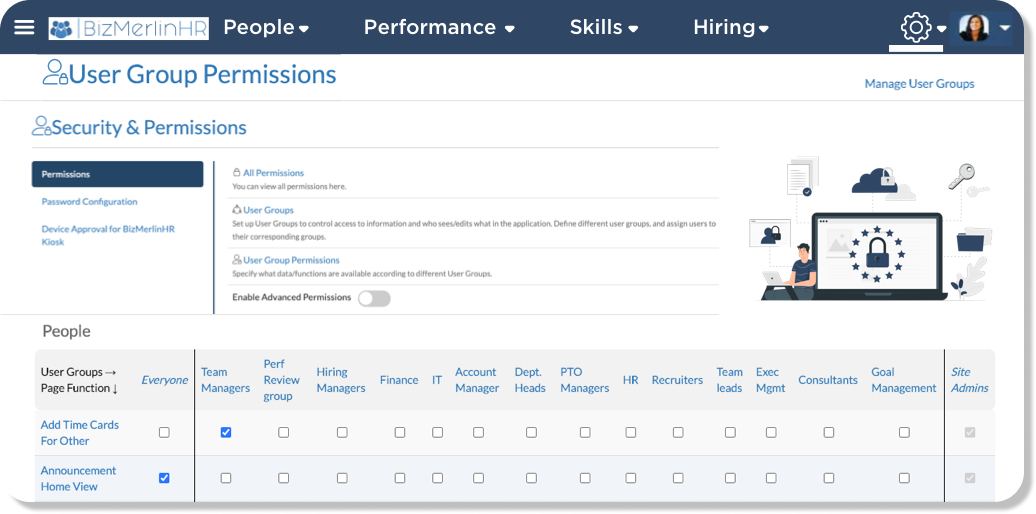 BizMerlinHR People Performance Skills Hiring
User Group Permissions
Manage User Groups
Security & Permissions
Permissions
Password Configuration
Device Approval for BizMerlinHR
Kiosk
All Permissions
You can view all permissions here.
User Groups
Set up User Groups to control access to information and who sees/edits what in the application. Define different user groups, and assign users to
their corresponding groups.
User Group Permissions
Specify what data/functions are available according to different User Groups.
Enable Advanced Permissions
People
User Groups →
Page Function ↓
Everyone
Team
Managers
Perf
Review
group
Hiring
Managers
Finance
IT
Account
Manager
Dept.
Heads
PTO
Managers
HR
Recruiters
Team
leads
Exec
Mgmt
Consultants
Goal
Management
Site
Admins
Add Time Cards
For Other
Announcement
Home View